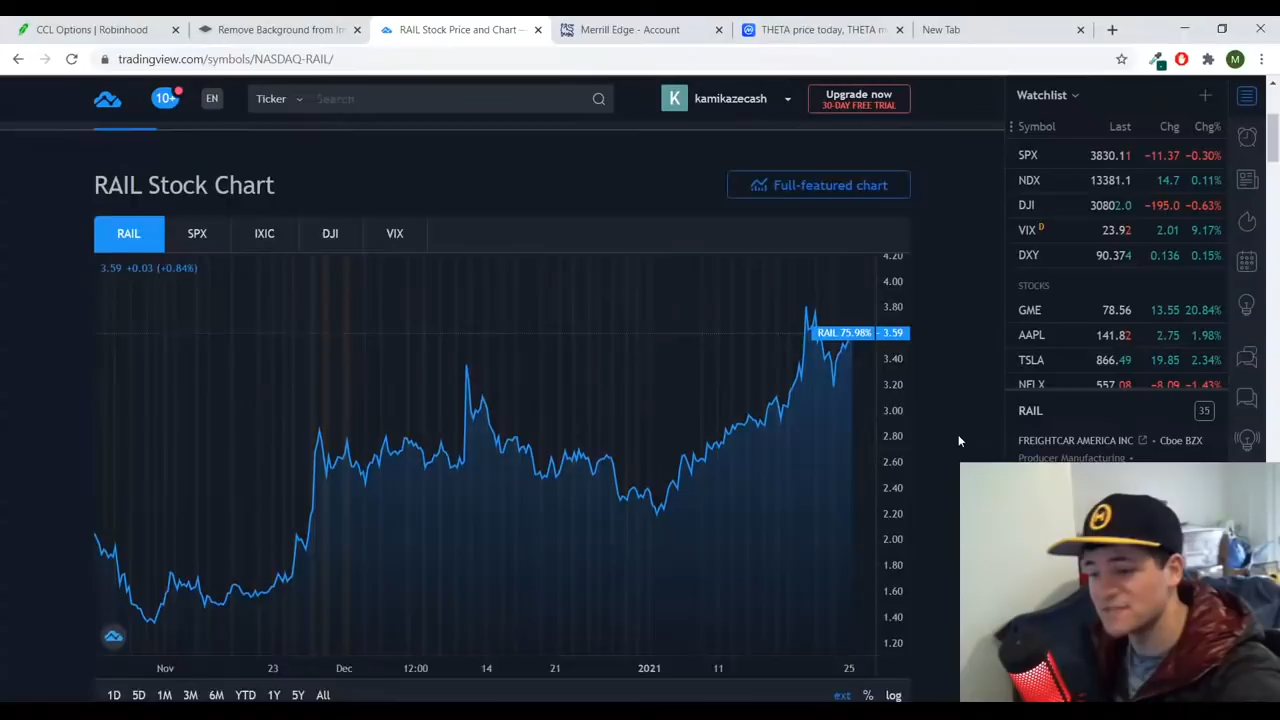 CCL Options | Robinhood
Remove Background from Im
RAIL Stock Price and Chart —
Merrill Edge - Account
THETA price today, THETA m
New Tab
tradingview.com/symbols/NASDAQ-RAIL/
M
10+
EN
Ticker
Search
K
kamikazecash
Upgrade now
30-DAY FREE TRIAL
Watchlist
Symbol Last Chg Chg%
SPX 3830.11 −11.37 −0.30%
NDX 13381.1 14.7 0.11%
DJI 30802.0 −195.0 −0.63%
VIX D 23.92 2.01 9.17%
DXY 90.374 0.136 0.15%
STOCKS
GME 78.56 13.55 20.84%
AAPL 141.82 2.75 1.98%
TSLA 866.49 19.85 2.34%
NFLX 557.08 −8.09 −1.43%
RAIL
35
FREIGHTCAR AMERICA INC • Cboe BZX
Producer Manufacturing •
RAIL Stock Chart
Full-featured chart
RAIL SPX IXIC DJI VIX
3.59 +0.03 (+0.84%)
4.20
4.00
3.80
RAIL 75.98% 3.59
3.40
3.20
3.00
2.80
2.60
2.40
2.20
2.00
1.80
1.60
1.40
1.20
Nov 23 Dec 12:00 14 21 2021 11 25
1D 5D 1M 3M 6M YTD 1Y 5Y All
ext % log